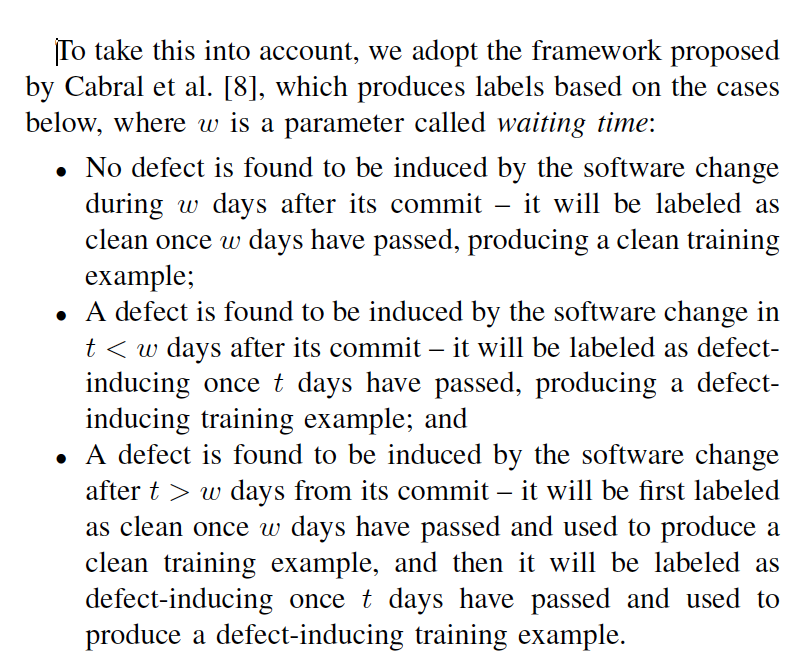 To take this into account, we adopt the framework proposed
by Cabral et al. [8], which produces labels based on the cases
below, where w is a parameter called waiting time:
• No defect is found to be induced by the software change
during w days after its commit – it will be labeled as
clean once w days have passed, producing a clean training
example;
• A defect is found to be induced by the software change in
t < w days after its commit – it will be labeled as defect-
inducing once t days have passed, producing a defect-
inducing training example; and
• A defect is found to be induced by the software change
after t > w days from its commit – it will be first labeled
as clean once w days have passed and used to produce a
clean training example, and then it will be labeled as
defect-inducing once t days have passed and used to
produce a defect-inducing training example.